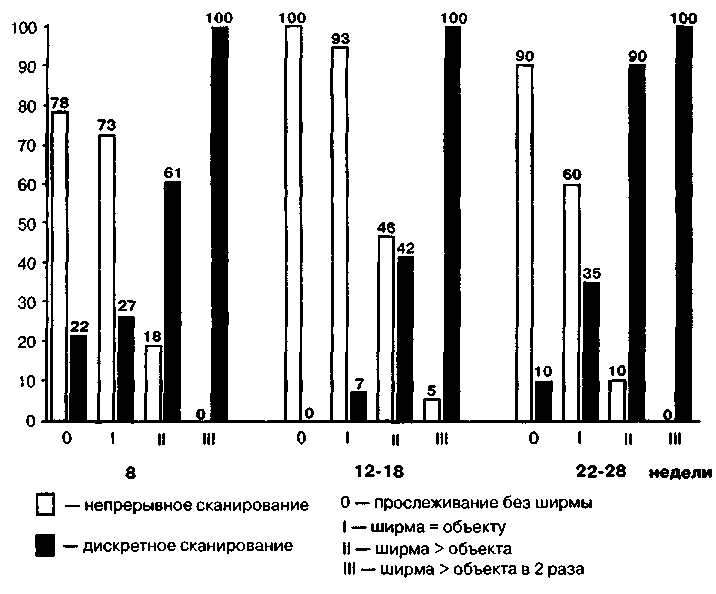 100 100 100 100
93
90 90
78
73
61 60
46 42
35
27
22
18
10 10
7
5
0 0 0
100
90
80
70
60
50
40
30
20
10
0
0 I II III 0 I II III 0 I II III
8 12-18 22-28 недели
— непрерывное сканирование
— дискретное сканирование
0 — прослеживание без ширмы
I — ширма = объекту
II — ширма > объекта
III — ширма > объекта в 2 раза